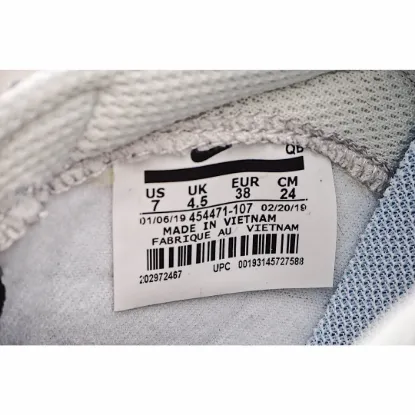 QB
US UK EUR CM
7 4.5 38 24
01/06/19 454471-107 02/20/19
MADE IN VIETNAM
FABRIQUE AU VIETNAM
202972467 UPC 00193145727588